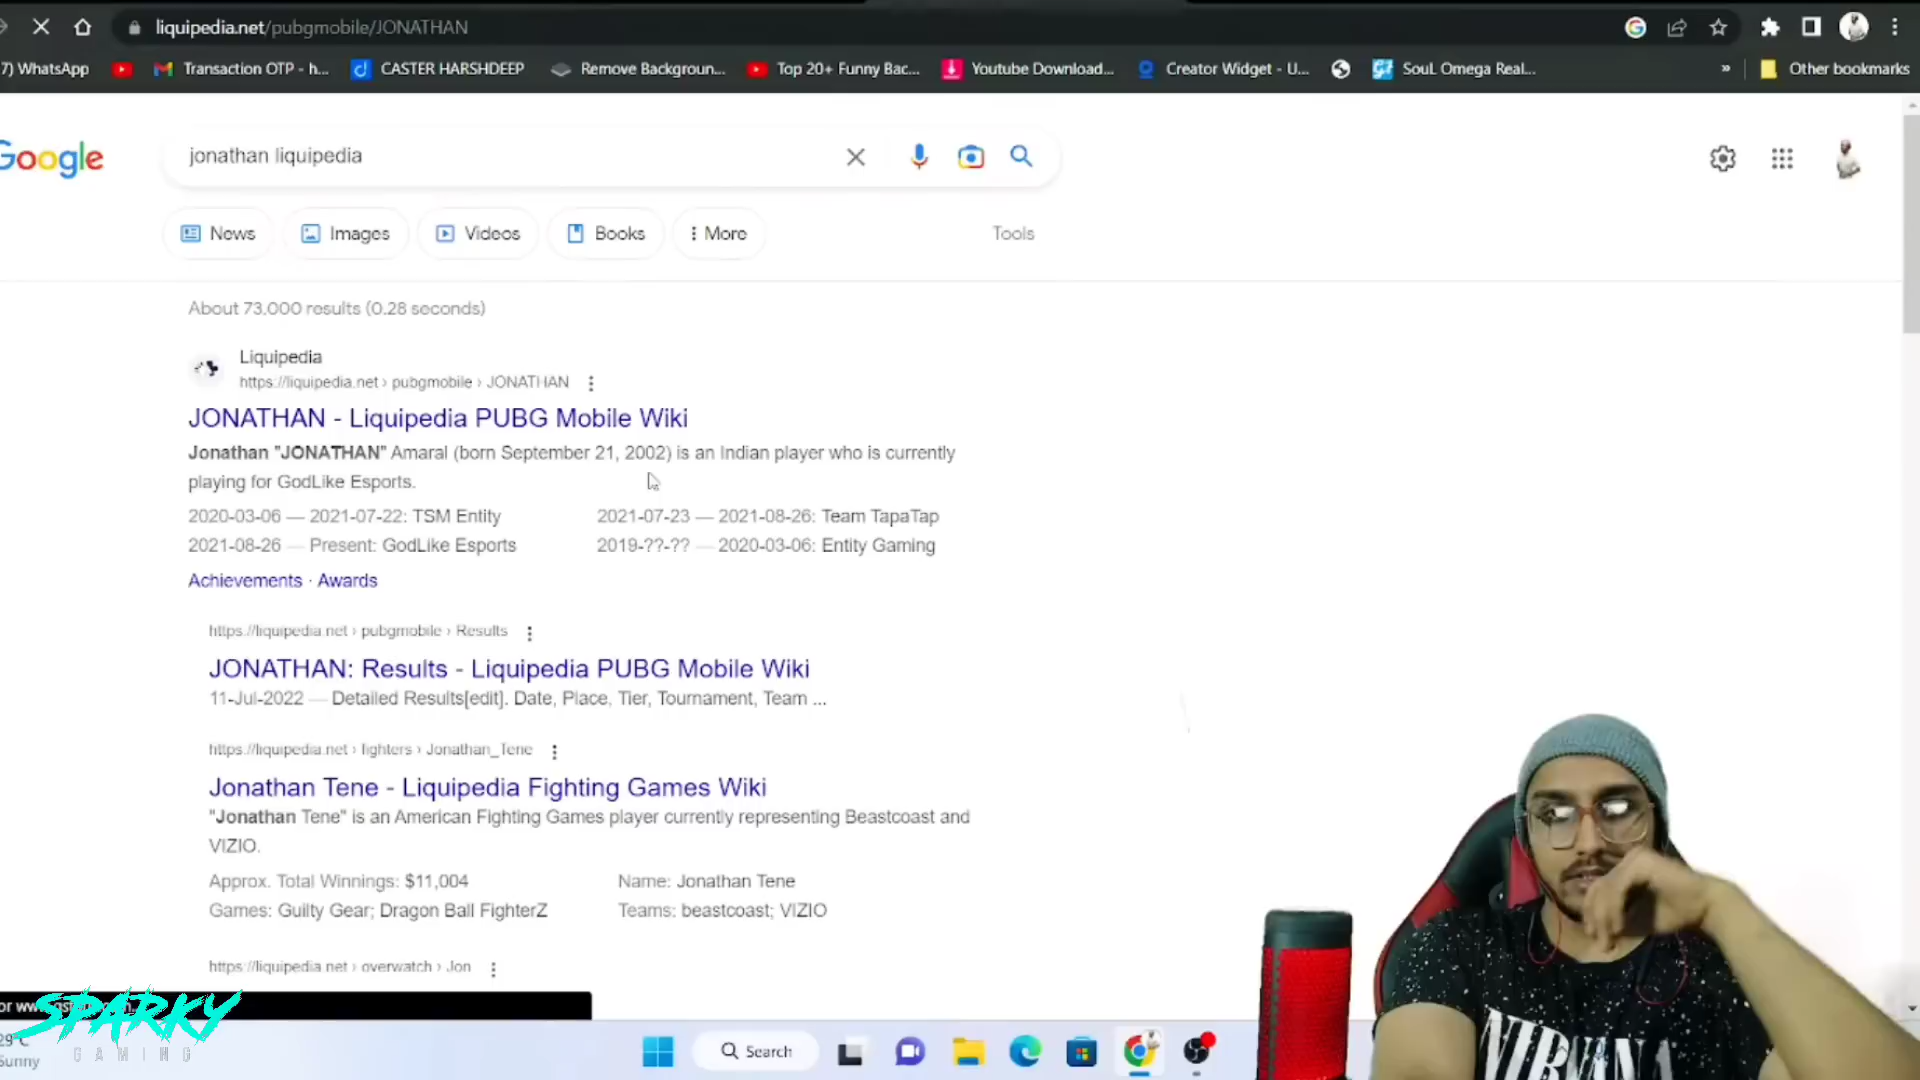 liquipedia.net/pubgmobile/JONATHAN
7) WhatsApp
Transaction OTP - h...
CASTER HARSHDEEP
Remove Backgroun...
Top 20+ Funny Bac...
Youtube Download...
Creator Widget - U...
SouL Omega Real...
»
Other bookmarks
Google
jonathan liquipedia
News
Images
Videos
Books
More
Tools
About 73,000 results (0.28 seconds)
Liquipedia
https://liquipedia.net › pubgmobile › JONATHAN
JONATHAN - Liquipedia PUBG Mobile Wiki
Jonathan "JONATHAN" Amaral (born September 21, 2002) is an Indian player who is currently
playing for GodLike Esports.
2020-03-06 — 2021-07-22: TSM Entity
2021-07-23 — 2021-08-26: Team TapaTap
2021-08-26 — Present: GodLike Esports
2019-??-?? — 2020-03-06: Entity Gaming
Achievements · Awards
https://liquipedia.net › pubgmobile › Results
JONATHAN: Results - Liquipedia PUBG Mobile Wiki
11-Jul-2022 — Detailed Results[edit]. Date, Place, Tier, Tournament, Team ...
https://liquipedia.net › fighters › Jonathan_Tene
Jonathan Tene - Liquipedia Fighting Games Wiki
"Jonathan Tene" is an American Fighting Games player currently representing Beastcoast and
VIZIO.
Approx. Total Winnings: $11,004
Name: Jonathan Tene
Games: Guilty Gear; Dragon Ball FighterZ
Teams: beastcoast; VIZIO
https://liquipedia.net › overwatch › Jon
SPARKY
GAMING
29°C
Sunny
Search
NIRVANA